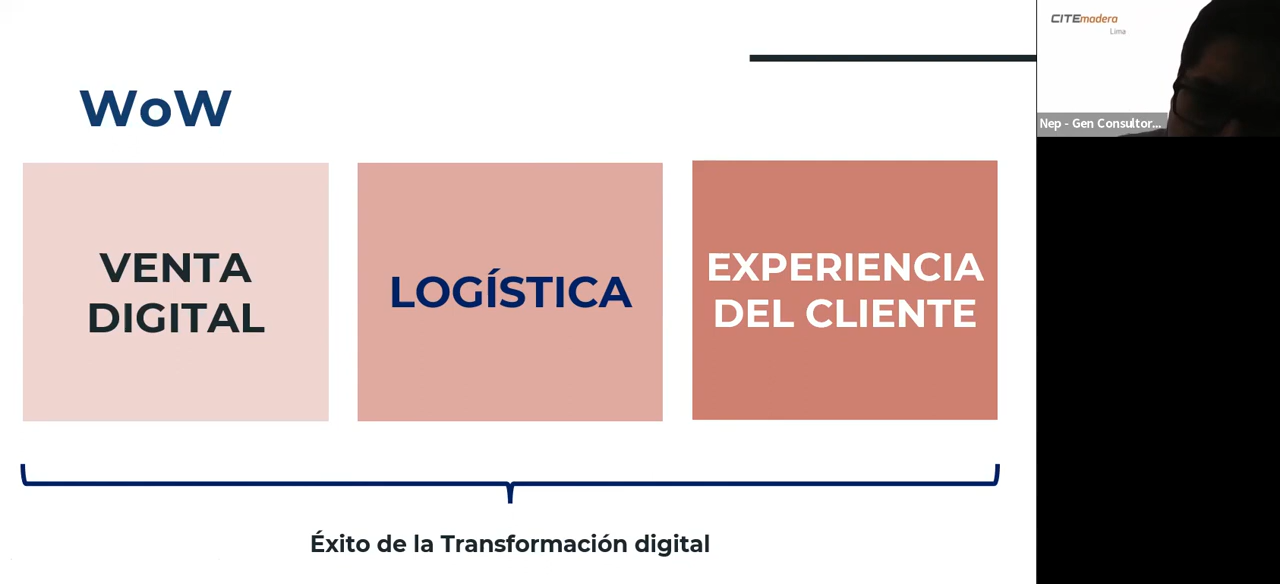 WoW
VENTA
DIGITAL
LOGÍSTICA
EXPERIENCIA
DEL CLIENTE
Éxito de la Transformación digital
CITEmadera
Lima
Nep - Gen Consultor...